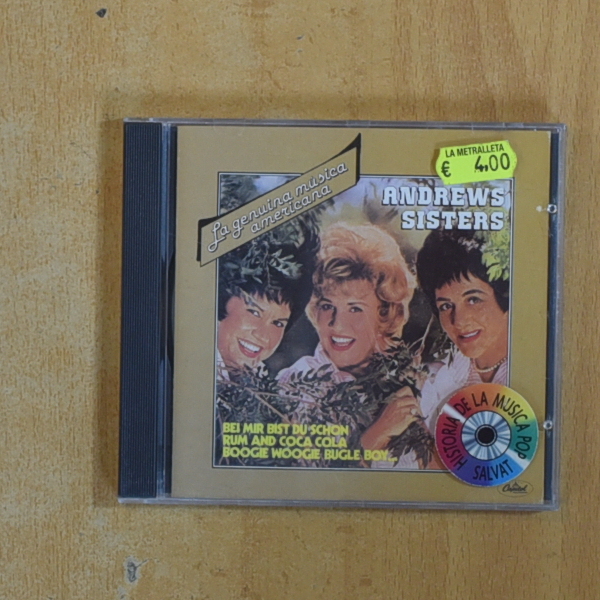 LA METRALLETA
€ 4,00
La genuina música
americana
ANDREWS
SISTERS
BEI MIR BIST DU SCHON
RUM AND COCA COLA
BOOGIE WOOGIE BUGLE BOY...
HISTORIA DE LA MUSICA POP
SALVAT
Capitol